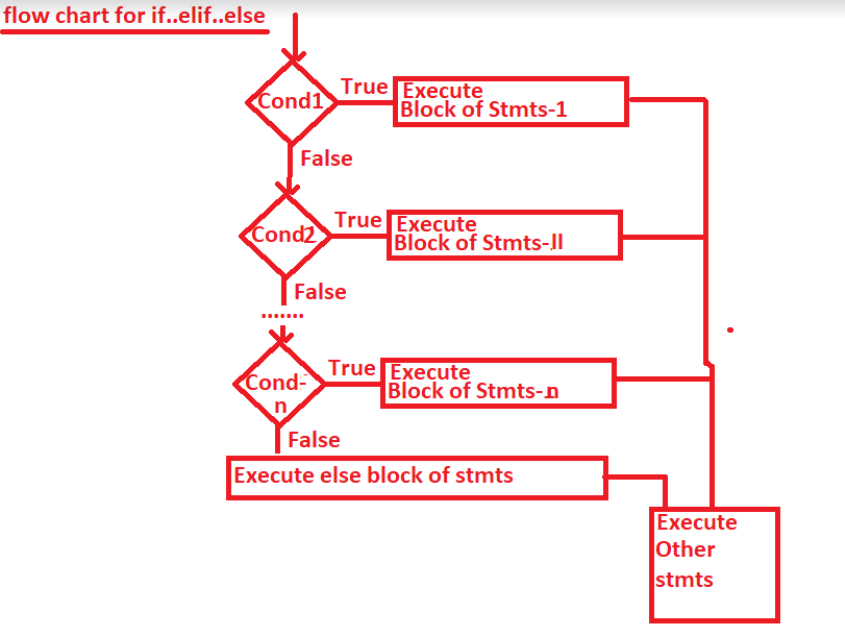 flow chart for if..elif..else
Cond1
True
Execute
Block of Stmts-1
False
Cond2
True
Execute
Block of Stmts-II
False
.......
Cond-
n
True
Execute
Block of Stmts-n
False
Execute else block of stmts
Execute
Other
stmts